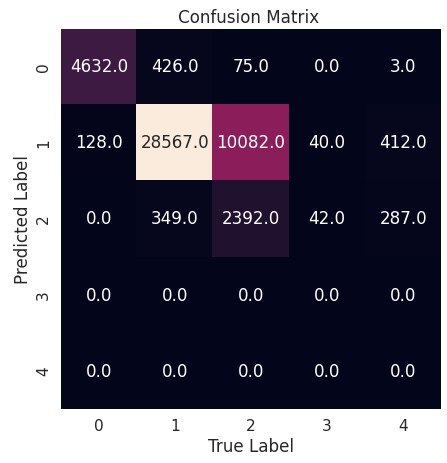 Confusion Matrix
Predicted Label
0 4632.0 426.0 75.0 0.0 3.0
1 128.0 28567.0 10082.0 40.0 412.0
2 0.0 349.0 2392.0 42.0 287.0
3 0.0 0.0 0.0 0.0 0.0
4 0.0 0.0 0.0 0.0 0.0
0 1 2 3 4
True Label